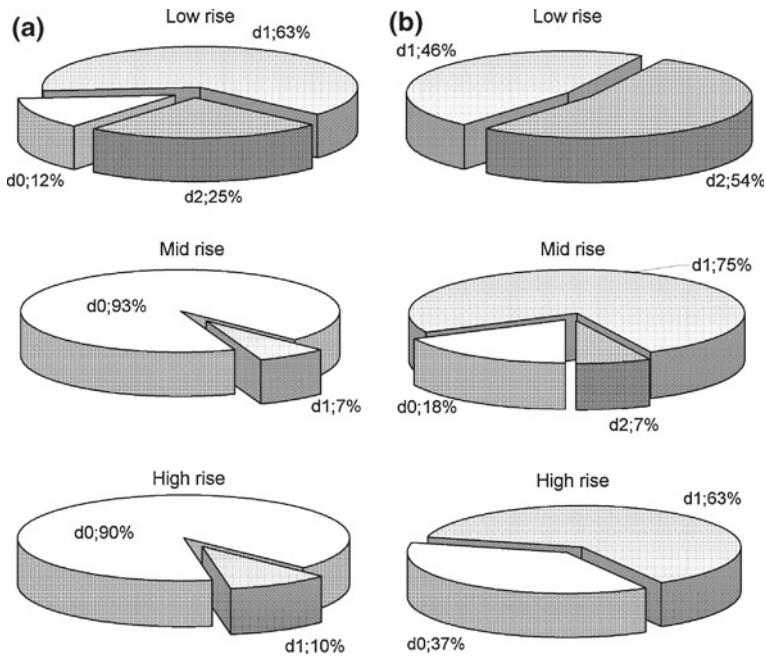 (a)
Low rise
d1;63%
d0;12%
d2;25%
Mid rise
d0;93%
d1;7%
High rise
d0;90%
d1;10%
(b)
Low rise
d1;46%
d2;54%
Mid rise
d1;75%
d0;18%
d2;7%
High rise
d1;63%
d0;37%